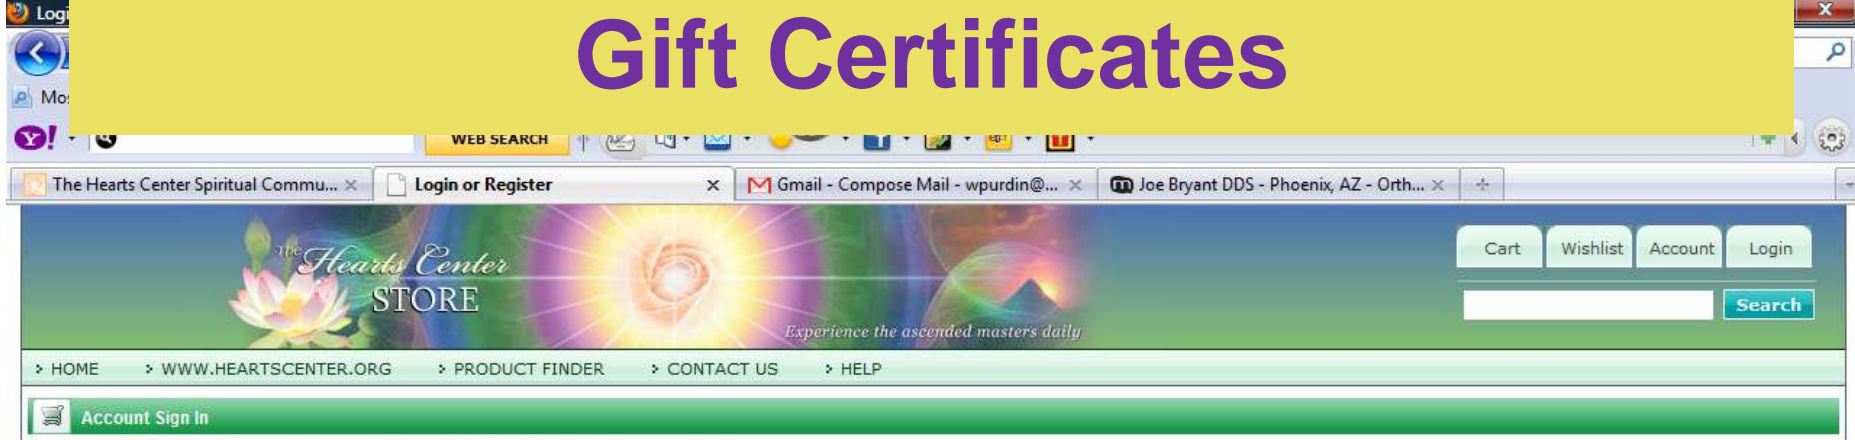 Logi
Gift Certificates
Mos
WEB SEARCH
The Hearts Center Spiritual Commu... Login or Register Gmail - Compose Mail - wpurdin@... Joe Bryant DDS - Phoenix, AZ - Orth...
The Hearts Center
STORE
Experience the ascended masters daily
Cart Wishlist Account Login
Search
HOME WWW.HEARTSCENTER.ORG PRODUCT FINDER CONTACT US HELP
Account Sign In